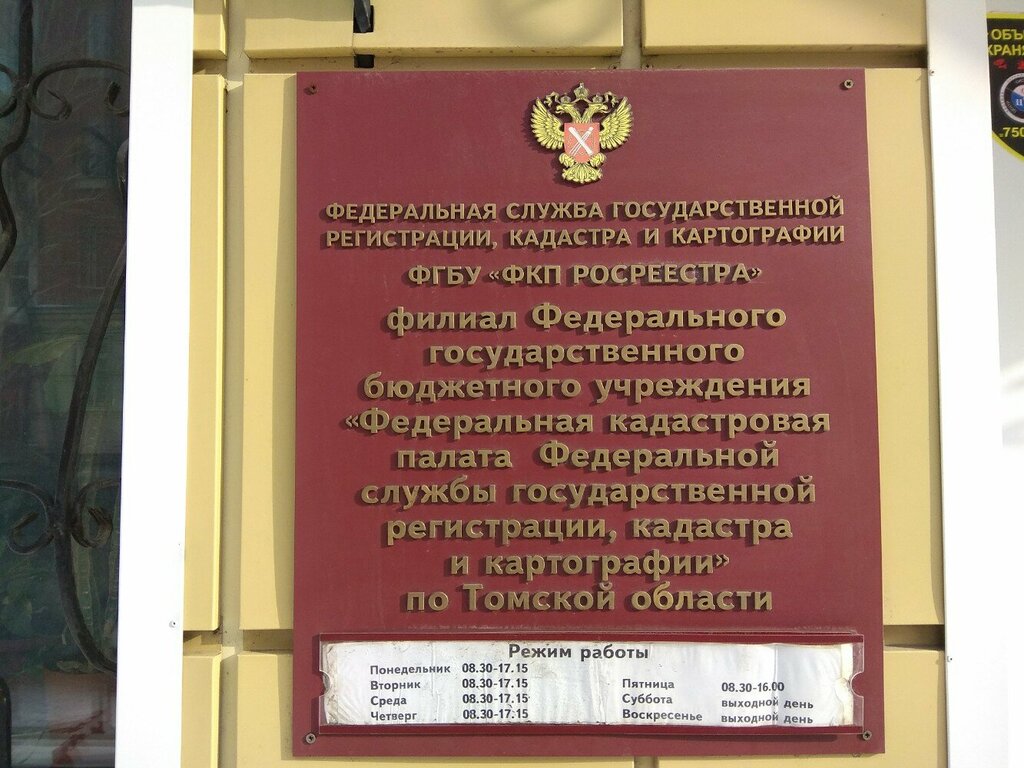 ФЕДЕРАЛЬНАЯ СЛУЖБА ГОСУДАРСТВЕННОЙ
РЕГИСТРАЦИИ, КАДАСТРА И КАРТОГРАФИИ
ФГБУ «ФКП РОСРЕЕСТРА»
филиал Федерального
государственного
бюджетного учреждения
«Федеральная кадастровая
палата Федеральной
службы государственной
регистрации, кадастра
и картографии»
по Томской области
Режим работы
Понедельник 08.30-17.15
Вторник 08.30-17.15
Среда 08.30-17.15
Четверг 08.30-17.15
Пятница 08.30-16.00
Суббота выходной день
Воскресенье выходной день